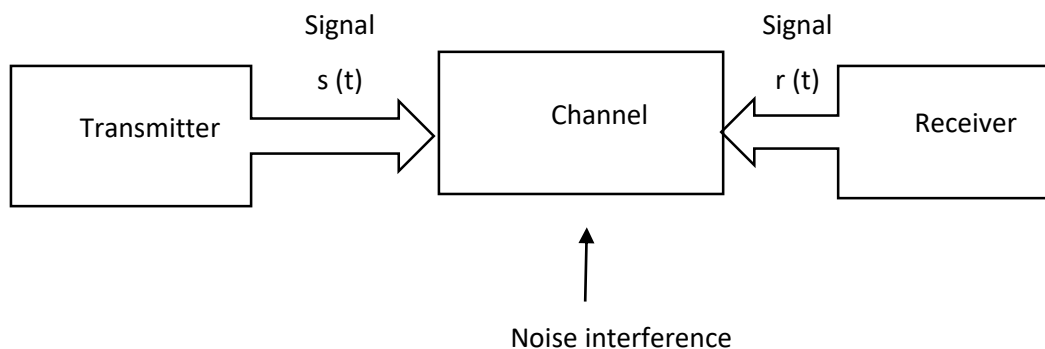 Signal
s (t)
Signal
r (t)
Transmitter
Channel
Receiver
Noise interference